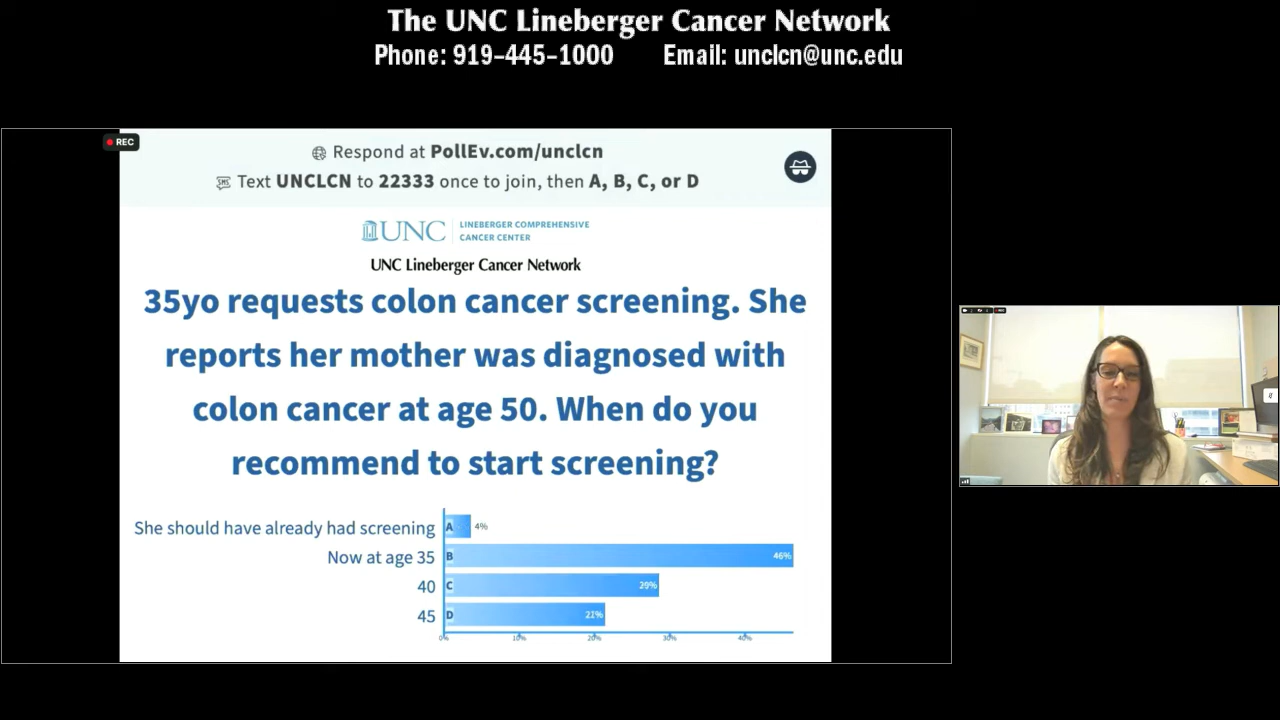 The UNC Lineberger Cancer Network
Phone: 919-445-1000 Email: unclcn@unc.edu
REC
Respond at PollEv.com/unclcn
SMS Text UNCLCN to 22333 once to join, then A, B, C, or D
UNC LINEBERGER COMPREHENSIVE
CANCER CENTER
UNC Lineberger Cancer Network
35yo requests colon cancer screening. She
reports her mother was diagnosed with
colon cancer at age 50. When do you
recommend to start screening?
She should have already had screening A 4%
Now at age 35 B 46%
40 C 29%
45 D 21%
0% 10% 20% 30% 40%